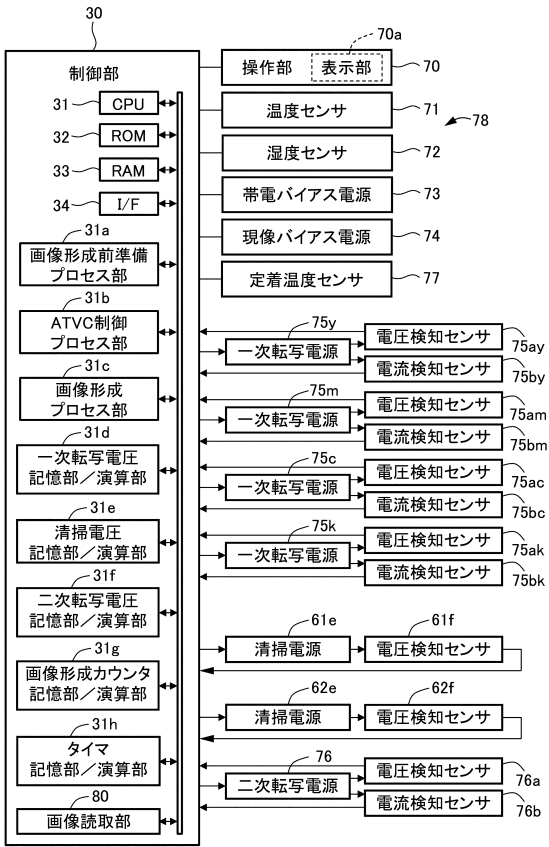 30
制御部
31
CPU
32
ROM
33
RAM
34
I/F
31a
画像形成前準備
プロセス部
31b
ATVC制御
プロセス部
31c
画像形成
プロセス部
31d
一次転写電圧
記憶部/演算部
31e
清掃電圧
記憶部/演算部
31f
二次転写電圧
記憶部/演算部
31g
画像形成カウンタ
記憶部/演算部
31h
タイマ
記憶部/演算部
80
画像読取部
70a
操作部
表示部
70
温度センサ
71
78
湿度センサ
72
帯電バイアス電源
73
現像バイアス電源
74
定着温度センサ
77
75y
一次転写電源
電圧検知センサ
75ay
電流検知センサ
75by
75m
一次転写電源
電圧検知センサ
75am
電流検知センサ
75bm
75c
一次転写電源
電圧検知センサ
75ac
電流検知センサ
75bc
75k
一次転写電源
電圧検知センサ
75ak
電流検知センサ
75bk
61e
清掃電源
61f
電圧検知センサ
62e
清掃電源
62f
電圧検知センサ
76
二次転写電源
電圧検知センサ
76a
電流検知センサ
76b